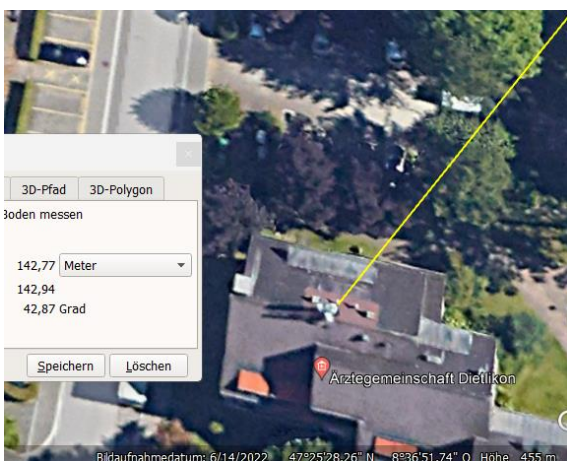 3D-Pfad 3D-Polygon
Boden messen
142,77 Meter
142,94
42,87 Grad
Speichern Löschen
Ärztegemeinschaft Dietlikon
Bildaufnahmedatum: 6/14/2022 47°25'28.26" N 8°36'51.74" O Höhe 455 m